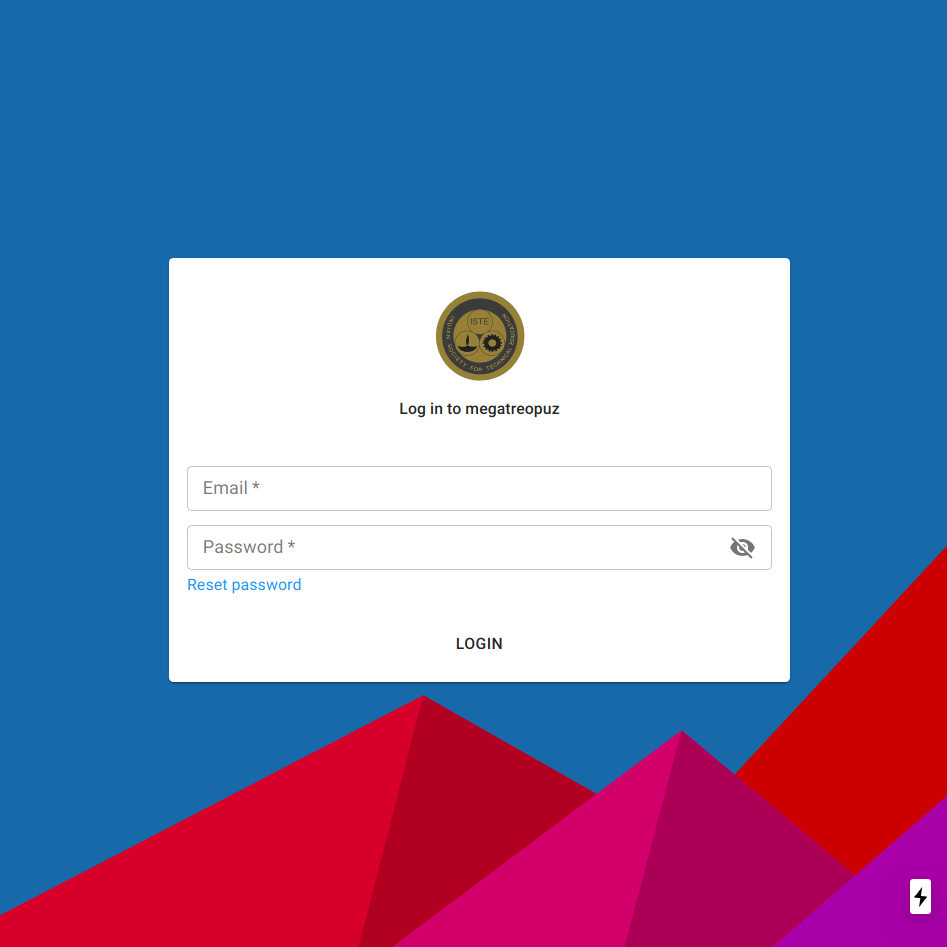 ISTE
INDIAN SOCIETY FOR TECHNICAL EDUCATION
Log in to megatreopuz
Email *
Password *
Reset password
LOGIN